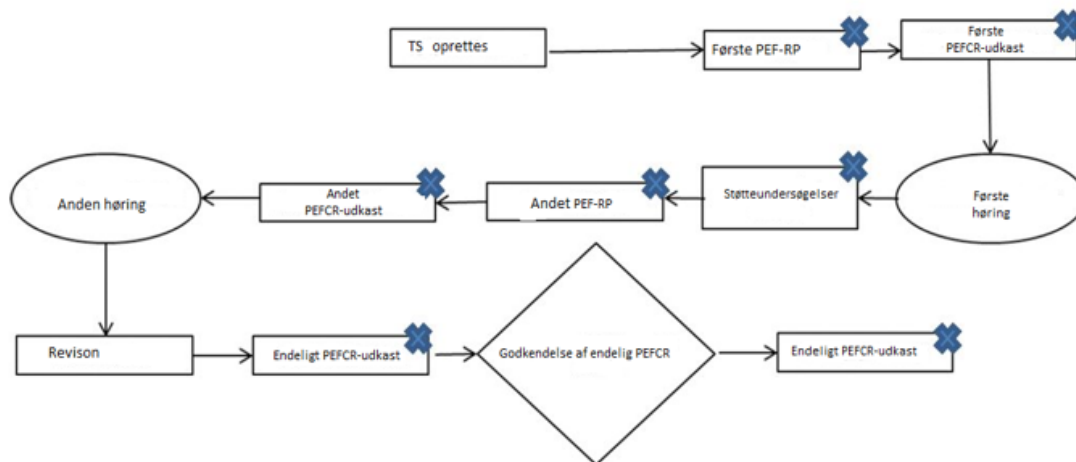 TS oprettes
Første PEF-RP
Første
PEFCR-udkast
Første
høring
Støtteundersøgelser
Andet PEF-RP
Andet
PEFCR-udkast
Anden høring
Revison
Endeligt PEFCR-udkast
Godkendelse af endelig PEFCR
Endeligt PEFCR-udkast